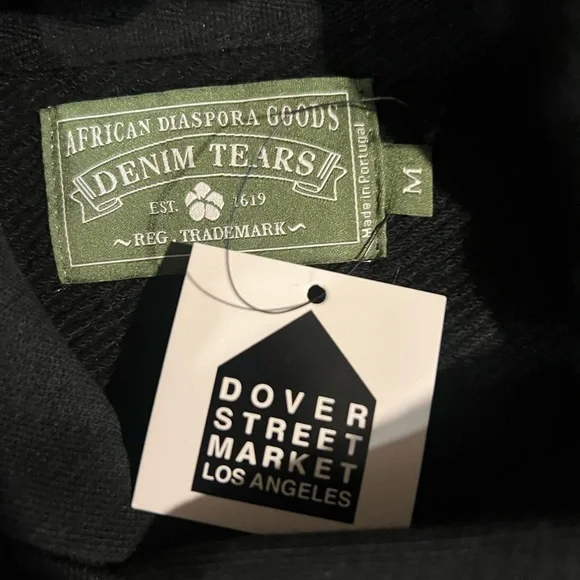 AFRICAN DIASPORA GOODS
DENIM TEARS
EST. 1619
~REG. TRADEMARK~
Made in Portugal
M
DOVER
STREET
MARKET
LOS ANGELES